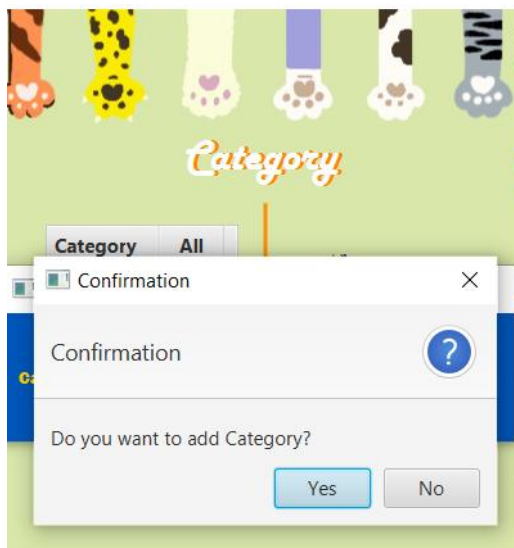 Category
Category All
Confirmation
Confirmation
?
Do you want to add Category?
Yes No